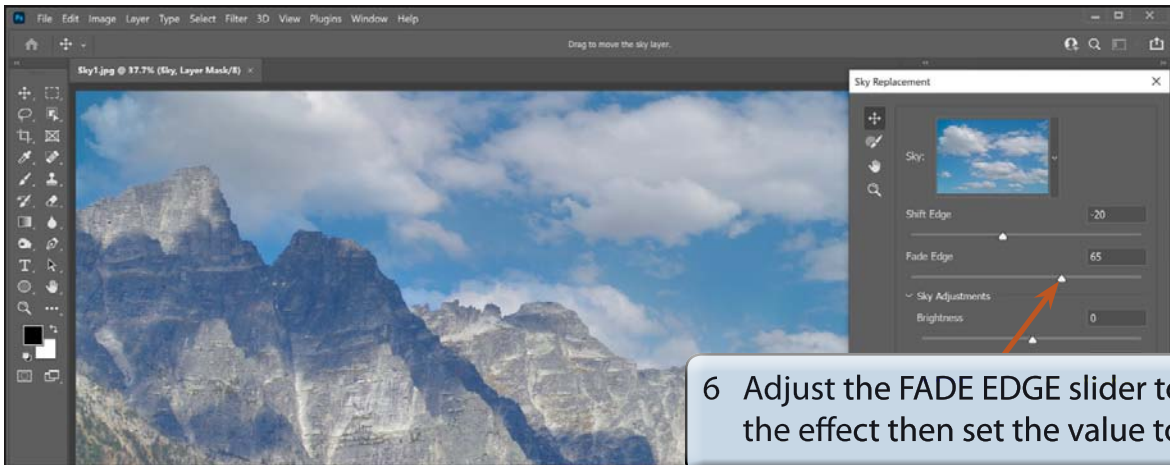 Ps File Edit Image Layer Type Select Filter 3D View Plugins Window Help
Drag to move the sky layer.
Sky1.jpg @ 37.7% (Sky, Layer Mask/8) ×
Sky Replacement
Sky:
Shift Edge -20
Fade Edge 65
Sky Adjustments
Brightness 0
6 Adjust the FADE EDGE slider to
the effect then set the value to